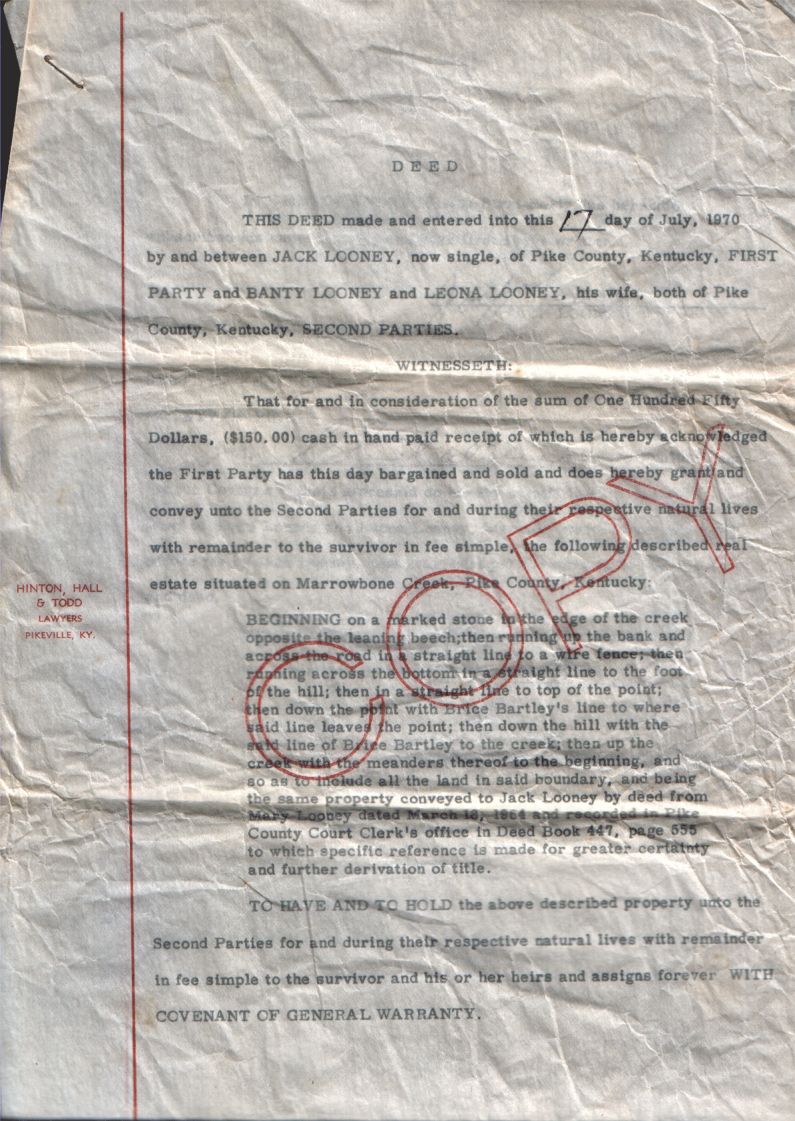 DEED
THIS DEED made and entered into this 17 day of July, 1970
by and between JACK LOONEY, now single, of Pike County, Kentucky, FIRST
PARTY and BANTY LOONEY and LEONA LOONEY, his wife, both of Pike
County, Kentucky, SECOND PARTIES.
WITNESSETH:
That for and in consideration of the sum of One Hundred Fifty
Dollars, ($150.00) cash in hand paid receipt of which is hereby acknowledged
the First Party has this day bargained and sold and does hereby grant and
convey unto the Second Parties for and during their respective natural lives
with remainder to the survivor in fee simple, the following described real
estate situated on Marrowbone Creek, Pike County, Kentucky:
HINTON, HALL
& TODD
LAWYERS
PIKEVILLE, KY.
COPY
BEGINNING on a marked stone in the edge of the creek
opposite the leaning beech;then running up the bank and
across the road in a straight line to a wire fence; then
running across the bottom in a straight line to the foot
of the hill; then in a straight line to top of the point;
then down the point with Brice Bartley's line to where
said line leaves the point; then down the hill with the
said line of Brice Bartley to the creek; then up the
creek with the meanders thereof to the beginning, and
so as to include all the land in said boundary, and being
the same property conveyed to Jack Looney by deed from
Mary Looney dated March 18, 1964 and recorded in Pike
County Court Clerk's office in Deed Book 447, page 555
to which specific reference is made for greater certainty
and further derivation of title.
TO HAVE AND TO HOLD the above described property unto the
Second Parties for and during their respective natural lives with remainder
in fee simple to the survivor and his or her heirs and assigns forever WITH
COVENANT OF GENERAL WARRANTY.